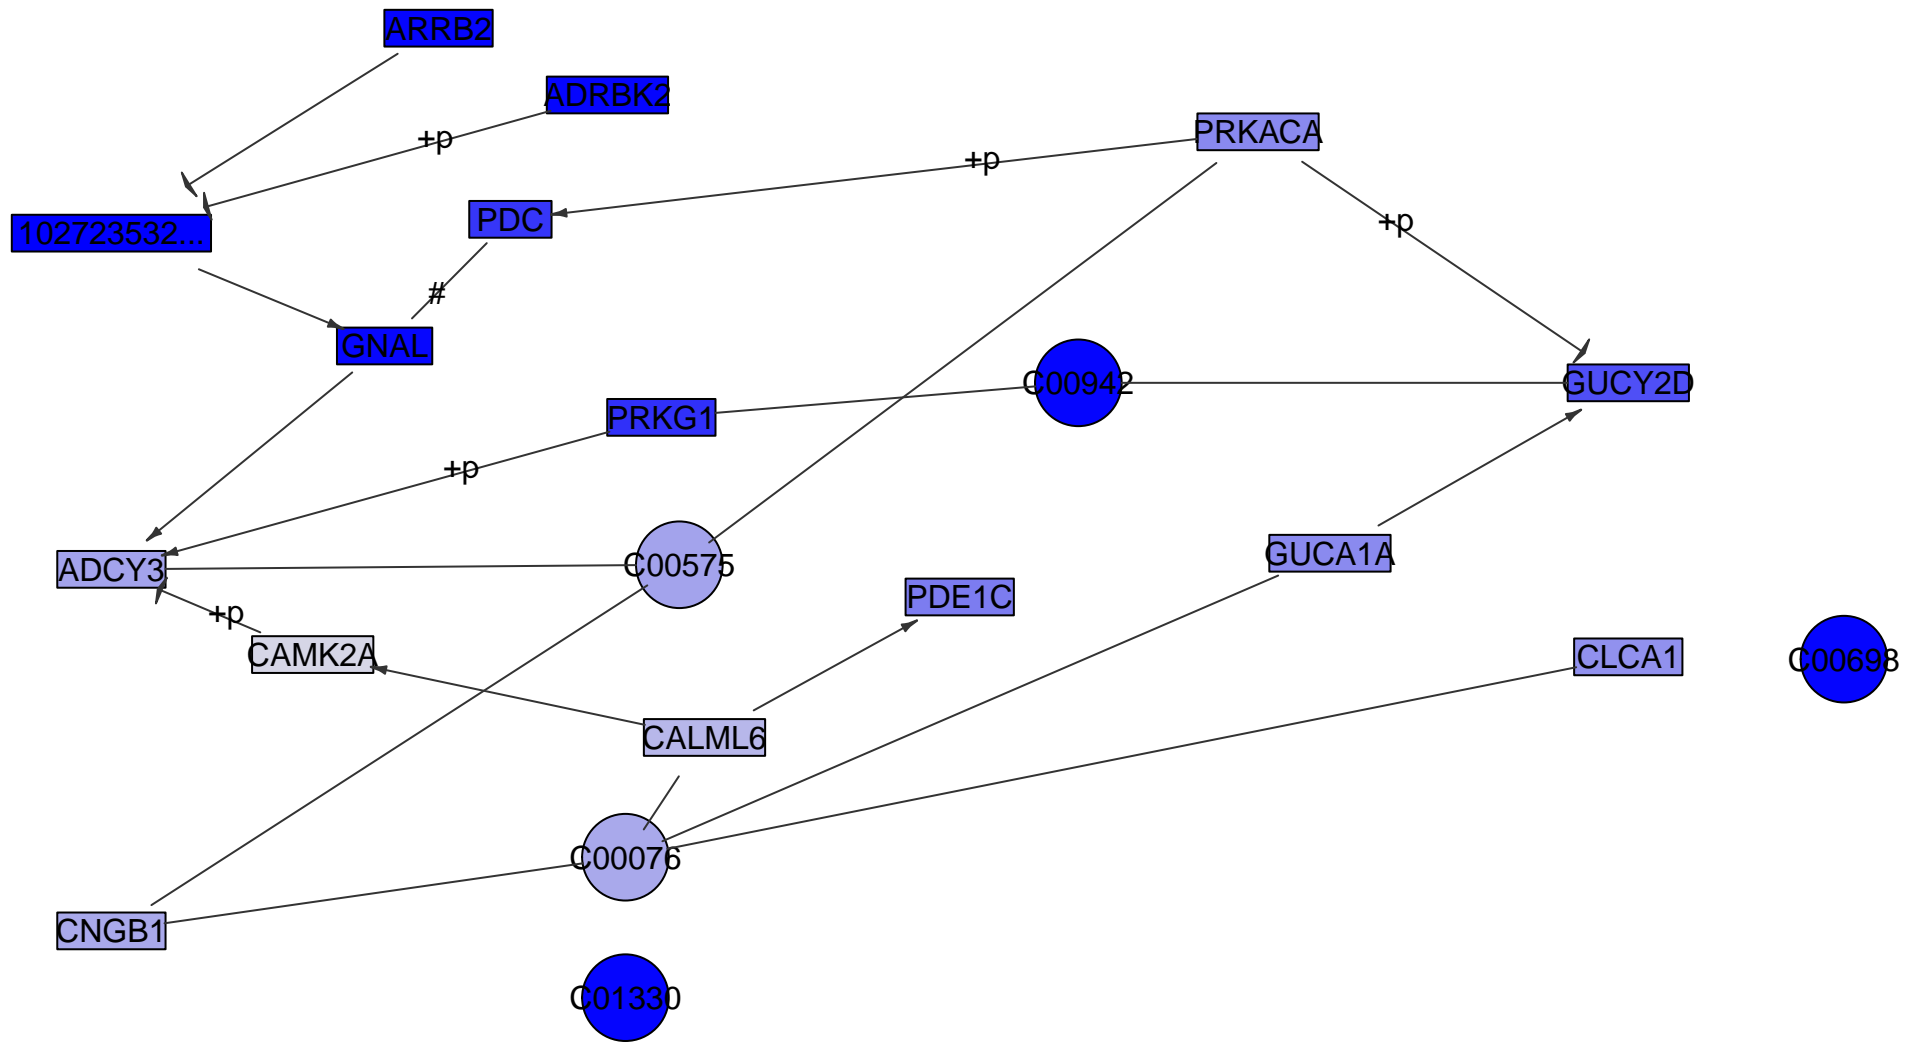 ARRB2
ADRBK2
+p
PRKACA
+p
102723532...
PDC
+p
#
GNAL
C00942
GUCY2D
PRKG1
+p
ADCY3
C00575
GUCA1A
PDE1C
+p
CAMK2A
CLCA1
C00698
CALML6
C00076
CNGB1
C01330